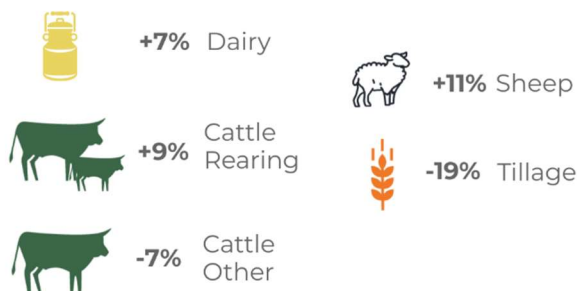 +7% Dairy
+9% Cattle
Rearing
-7% Cattle
Other
+11% Sheep
-19% Tillage